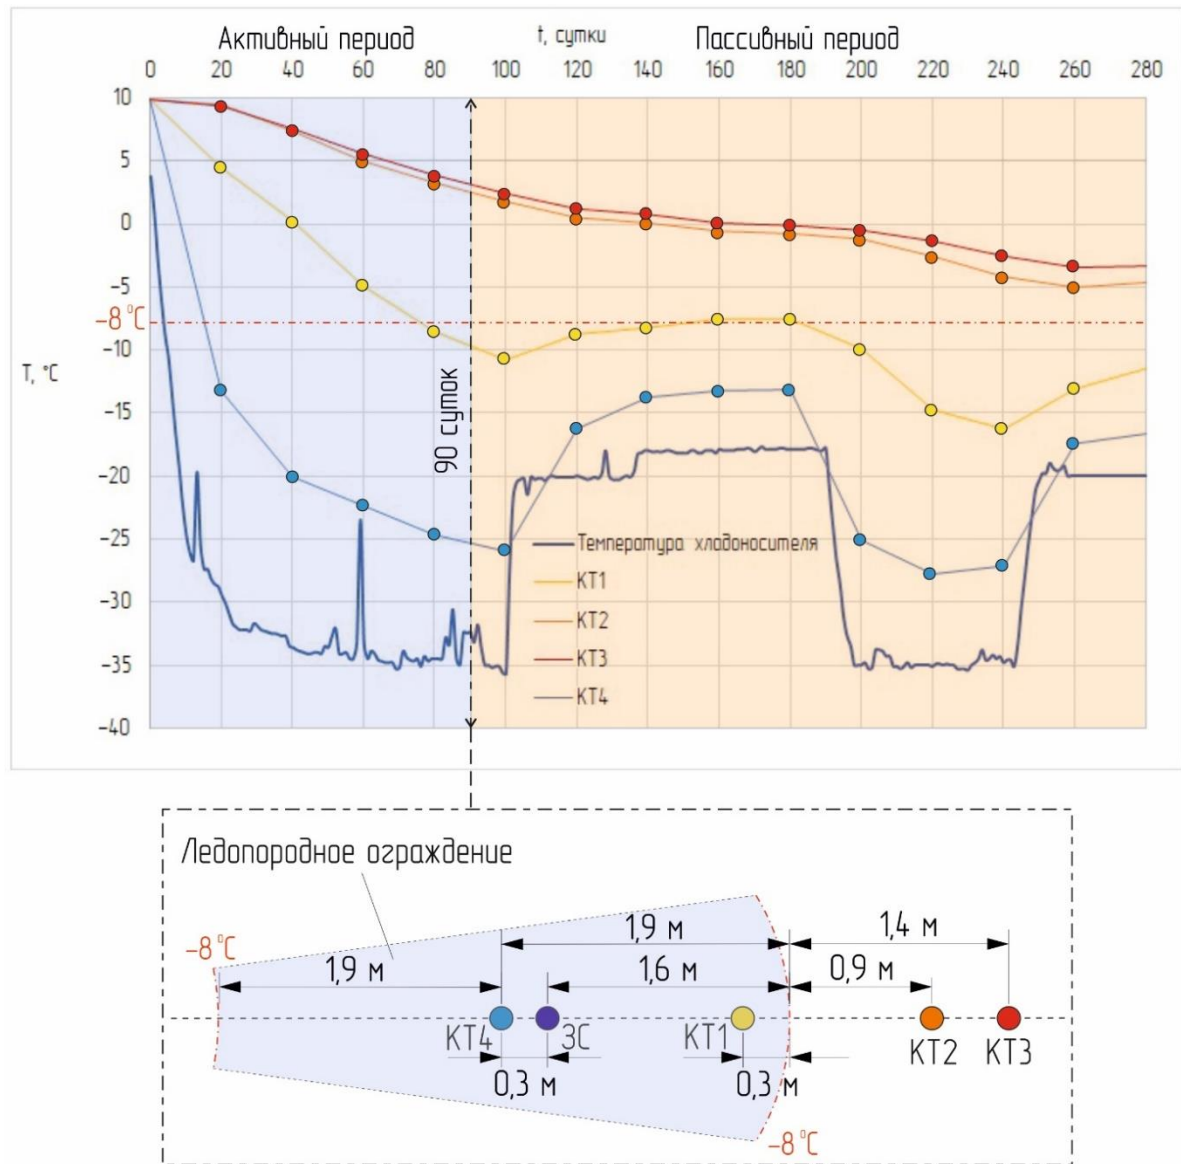 Активный период
t, сутки
Пассивный период
0 20 40 60 80 100 120 140 160 180 200 220 240 260 280
10
5
0
-5
-8 °C
-10
T, °C
-15
90 суток
-20
-25
Температура хладоносителя
КТ1
-30
КТ2
-35
КТ3
КТ4
-40
Ледопородное ограждение
-8 °C
1,9 м
1,4 м
1,9 м
1,6 м
0,9 м
КТ4
ЗС
КТ1
КТ2
КТ3
0,3 м
0,3 м
-8 °C